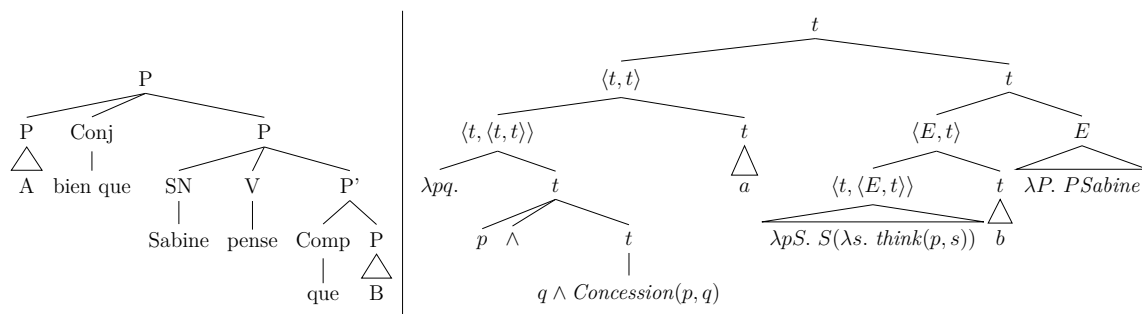 P
P Conj P
A bien que SN V P'
Sabine pense Comp P
que B
t
⟨t, t⟩ t
⟨t, ⟨t, t⟩⟩ t ⟨E, t⟩ E
λpq. t a ⟨t, ⟨E, t⟩⟩ t λP. PSabine
p ∧ t λpS. S(λs. think(p, s)) b
q ∧ Concession(p, q)